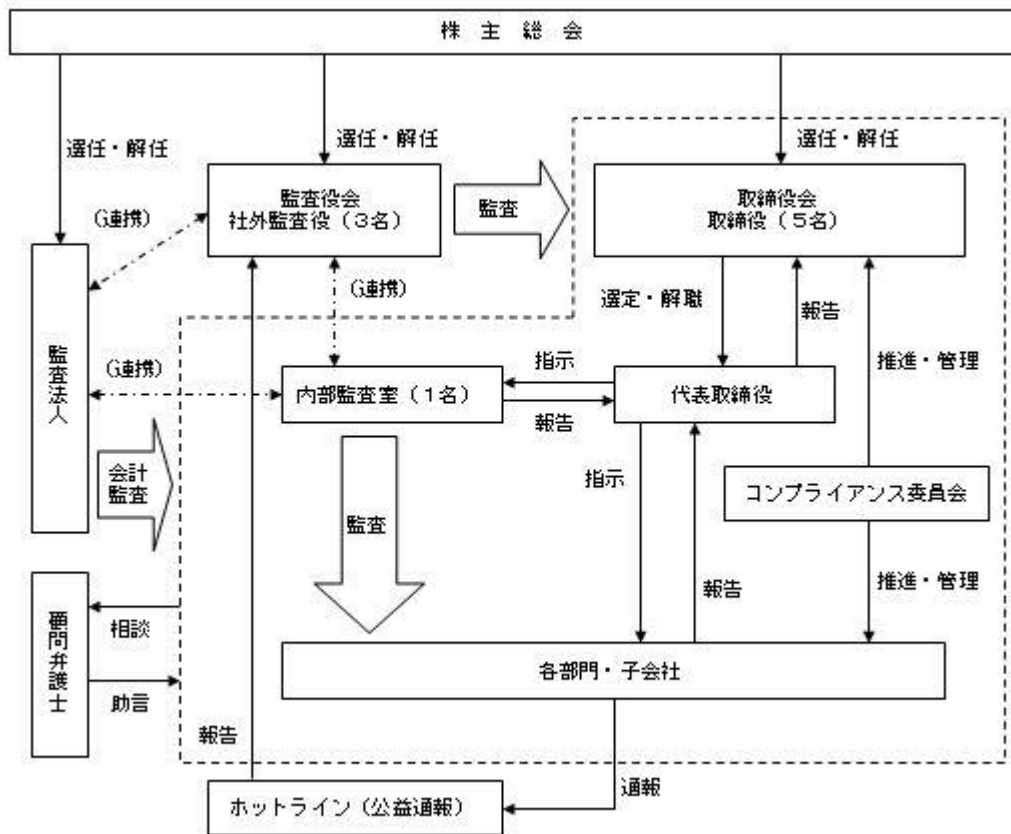 株主総会
選任・解任
選任・解任
選任・解任
監査役会
社外監査役（３名）
監査
取締役会
取締役（５名）
(連携)
(連携)
選定・解職
報告
監査法人
(連携)
指示
推進・管理
内部監査室（１名）
代表取締役
報告
会計
監査
監査
指示
コンプライアンス委員会
顧問弁護士
相談
報告
推進・管理
各部門・子会社
助言
報告
通報
ホットライン（公益通報）